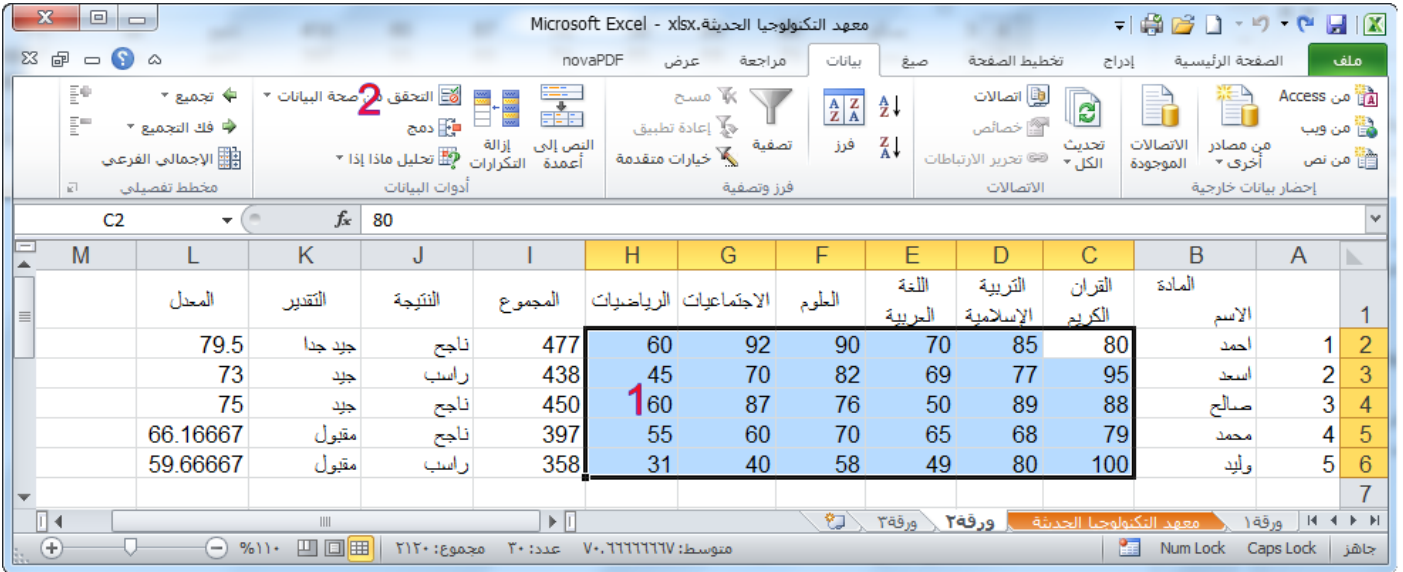 معهد التكنولوجيا الحديثة.xlsx - Microsoft Excel
ملف الصفحة الرئيسية إدراج تخطيط الصفحة صيغ بيانات مراجعة عرض novaPDF
من Access
من ويب
من نص
من مصادر أخرى
الاتصالات الموجودة
إحضار بيانات خارجية
تحديث الكل
اتصالات
خصائص
تحرير الارتباطات
الاتصالات
فرز
تصفية
مسح
إعادة تطبيق
خيارات متقدمة
فرز وتصفية
النص إلى أعمدة
إزالة التكرارات
التحقق من صحة البيانات
2
دمج
تحليل ماذا إذا
أدوات البيانات
تجميع
فك التجميع
الإجمالي الفرعي
مخطط تفصيلي
C2 fx 80
A B C D E F G H I J K L M
1 المادة الاسم القران الكريم التربية الإسلامية اللغة العربية العلوم الاجتماعيات الرياضيات المجموع النتيجة التقدير المعدل
2 1 احمد 80 85 70 90 92 60 477 ناجح جيد جدا 79.5
3 2 اسعد 95 77 69 82 70 45 438 راسب جيد 73
1
4 3 صالح 88 89 50 76 87 60 450 ناجح جيد 75
5 4 محمد 79 68 65 70 60 55 397 ناجح مقبول 66.16667
6 5 وليد 100 80 49 58 40 31 358 راسب مقبول 59.66667
7
ورقة١ معهد التكنولوجيا الحديثة ورقة٢ ورقة٣
جاهز Caps Lock Num Lock متوسط: ٧٠.٦٦٦٦٦٦٦٧ عدد: ٣٠ مجموع: ٢١٢٠ ١١٠%